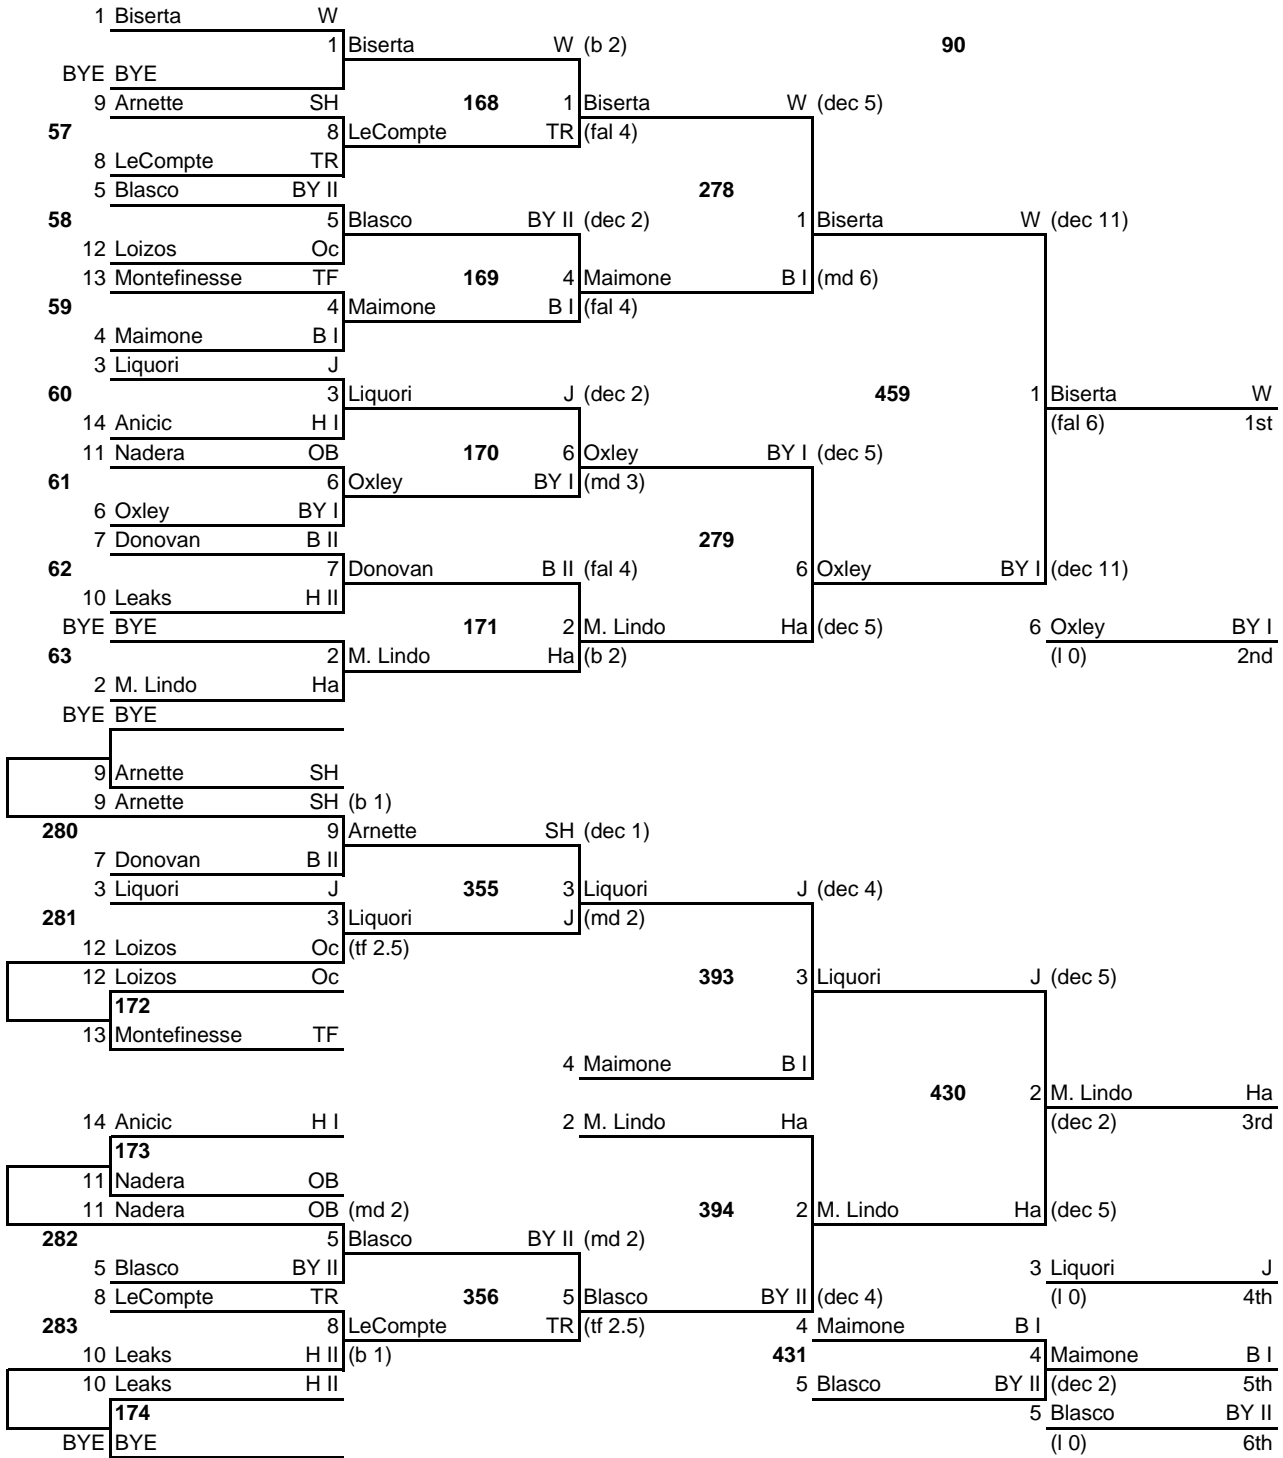 1 Biserta W
1 Biserta W (b 2) 90
BYE BYE
9 Arnette SH 168 1 Biserta W (dec 5)
57 8 LeCompte TR (fal 4)
8 LeCompte TR
5 Blasco BY II 278
58 5 Blasco BY II (dec 2) 1 Biserta W (dec 11)
12 Loizos Oc
13 Montefinesse TF 169 4 Maimone B I (md 6)
59 4 Maimone B I (fal 4)
4 Maimone B I
3 Liquori J
60 3 Liquori J (dec 2) 459 1 Biserta W
14 Anicic H I (fal 6) 1st
11 Nadera OB 170 6 Oxley BY I (dec 5)
61 6 Oxley BY I (md 3)
6 Oxley BY I
7 Donovan B II 279
62 7 Donovan B II (fal 4) 6 Oxley BY I (dec 11)
10 Leaks H II
BYE BYE 171 2 M. Lindo Ha (dec 5) 6 Oxley BY I
63 2 M. Lindo Ha (b 2) (l 0) 2nd
2 M. Lindo Ha
BYE BYE
9 Arnette SH
9 Arnette SH (b 1)
280 9 Arnette SH (dec 1)
7 Donovan B II
3 Liquori J 355 3 Liquori J (dec 4)
281 3 Liquori J (md 2)
12 Loizos Oc (tf 2.5)
12 Loizos Oc 393 3 Liquori J (dec 5)
172
13 Montefinesse TF
4 Maimone B I
430 2 M. Lindo Ha
14 Anicic H I 2 M. Lindo Ha (dec 2) 3rd
173
11 Nadera OB
11 Nadera OB (md 2) 394 2 M. Lindo Ha (dec 5)
282 5 Blasco BY II (md 2)
5 Blasco BY II 3 Liquori J
8 LeCompte TR 356 5 Blasco BY II (dec 4) (l 0) 4th
283 8 LeCompte TR (tf 2.5) 4 Maimone B I
10 Leaks H II (b 1) 431 4 Maimone B I
10 Leaks H II 5 Blasco BY II (dec 2) 5th
174 5 Blasco BY II
BYE BYE (l 0) 6th